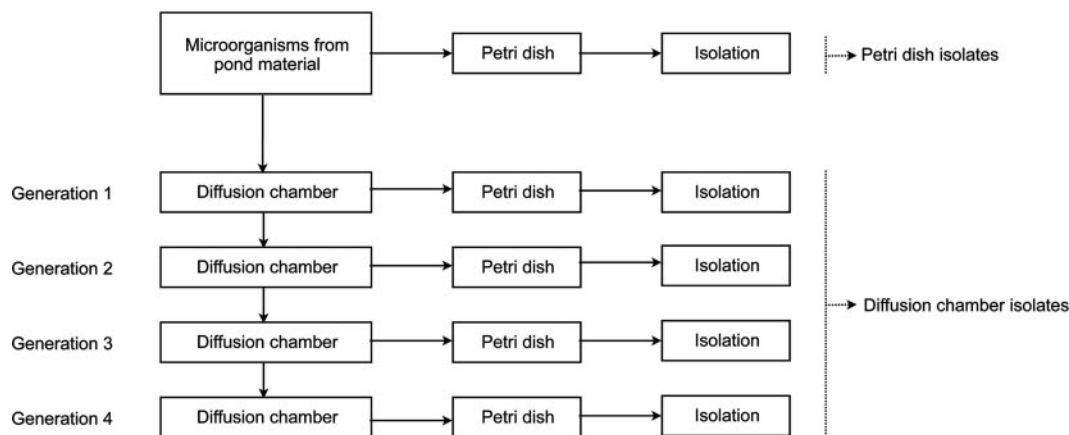 Microorganisms from
pond material
Petri dish
Isolation
Petri dish isolates
Generation 1
Diffusion chamber
Petri dish
Isolation
Generation 2
Diffusion chamber
Petri dish
Isolation
Diffusion chamber isolates
Generation 3
Diffusion chamber
Petri dish
Isolation
Generation 4
Diffusion chamber
Petri dish
Isolation